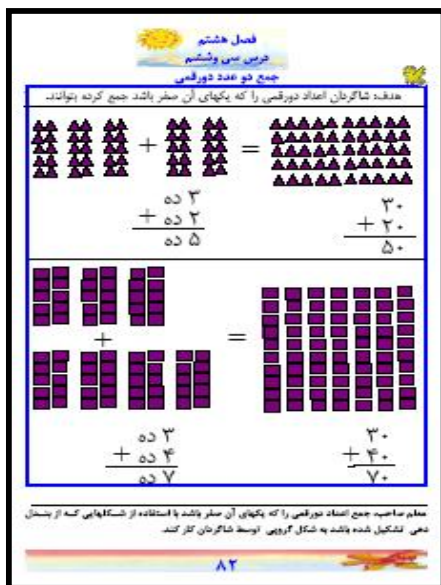 فصل هشتم
درس سی وششم
جمع دو عدد دورقمی
هدف: شاگردان اعداد دورقمی را که یکهای آن صفر باشد جمع کرده بتوانند.
+ =
۳ ده
+ ۲ ده
۵ ده
۳۰
+ ۲۰
۵۰
+ =
۳ ده
+ ۴ ده
۷ ده
۳۰
+ ۴۰
۷۰
معلم صاحب، جمع اعداد دورقمی را که یکهای آن صفر باشد با استفاده از شکلهایی که از بندل
دهی تشکیل شده باشد به شکل گروپی توسط شاگردان کار کند.
۸۲